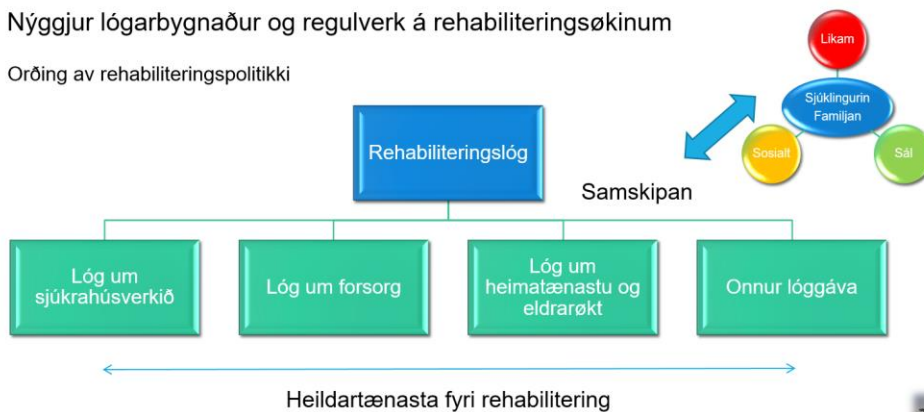 Nýggjur lógarbygnaður og regulverk á rehabiliteringsøkinum
Orðing av rehabiliteringspolitikki
Likam
Sjúklingurin
Familjan
Sosialt
Sál
Rehabiliteringslóg
Samskipan
Lóg um
sjúkrahúsverkið
Lóg um forsorg
Lóg um
heimatænastu og
eldrarøkt
Onnur lóggáva
Heildartænasta fyri rehabilitering